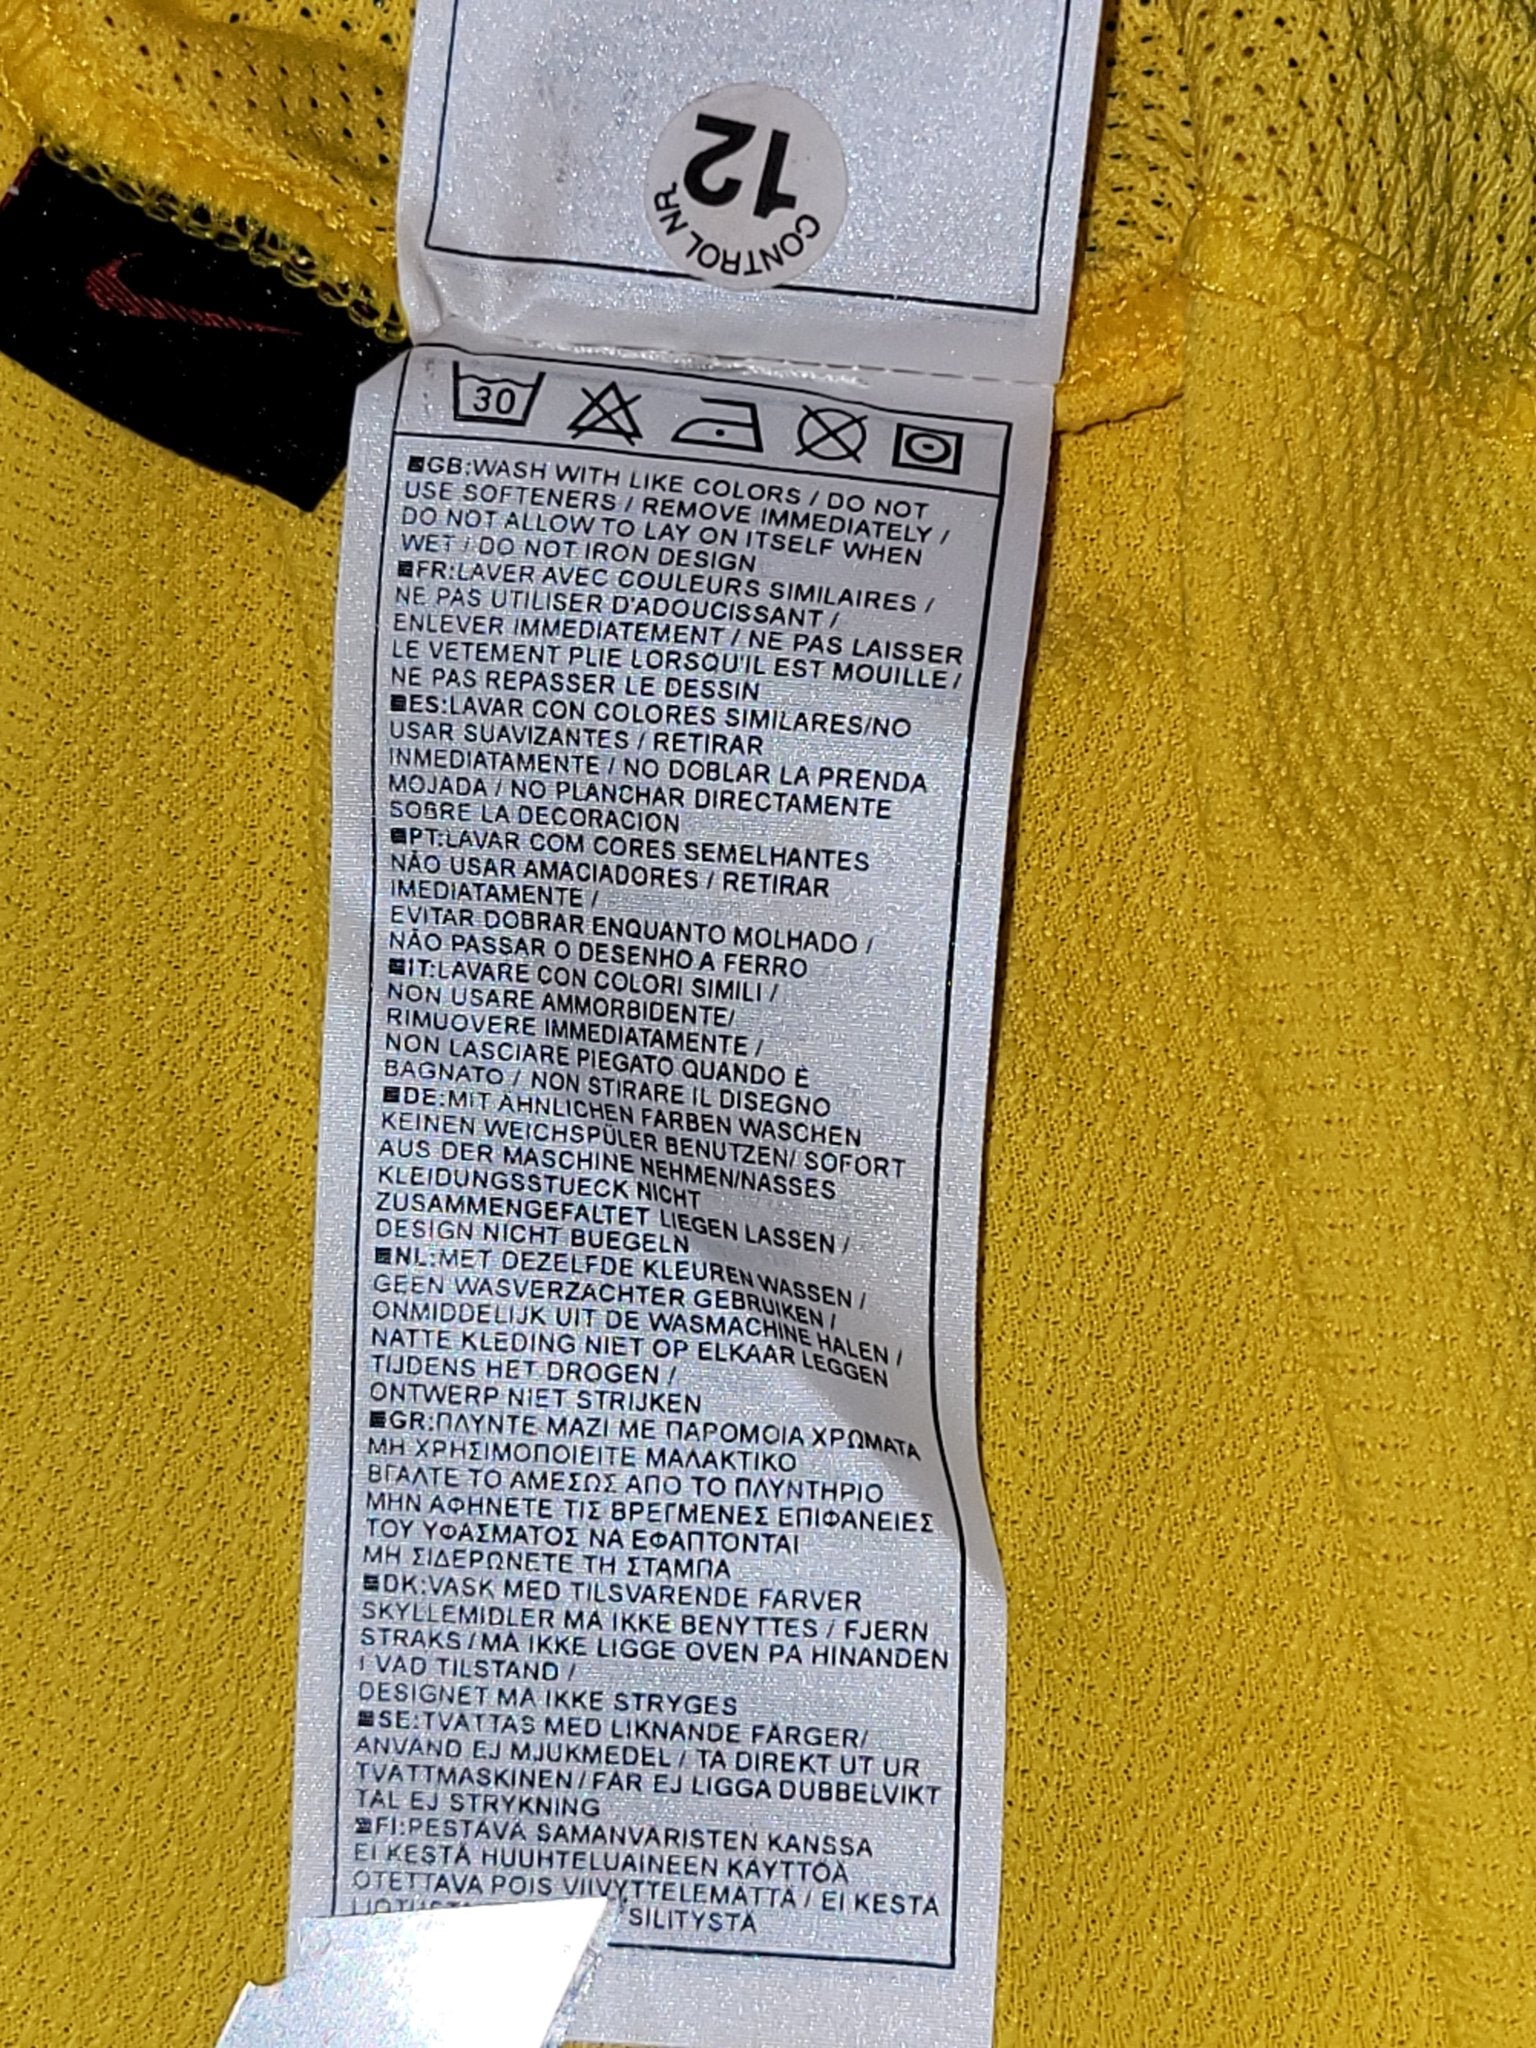 12
CONTROL NR
30
GB:WASH WITH LIKE COLORS / DO NOT
USE SOFTENERS / REMOVE IMMEDIATELY /
DO NOT ALLOW TO LAY ON ITSELF WHEN
WET / DO NOT IRON DESIGN
FR:LAVER AVEC COULEURS SIMILAIRES /
NE PAS UTILISER D'ADOUCISSANT /
ENLEVER IMMEDIATEMENT / NE PAS LAISSER
LE VETEMENT PLIE LORSQU'IL EST MOUILLE /
NE PAS REPASSER LE DESSIN
ES:LAVAR CON COLORES SIMILARES/NO
USAR SUAVIZANTES / RETIRAR
INMEDIATAMENTE / NO DOBLAR LA PRENDA
MOJADA / NO PLANCHAR DIRECTAMENTE
SOBRE LA DECORACION
PT:LAVAR COM CORES SEMELHANTES
NÃO USAR AMACIADORES / RETIRAR
IMEDIATAMENTE /
EVITAR DOBRAR ENQUANTO MOLHADO /
NÃO PASSAR O DESENHO A FERRO
IT:LAVARE CON COLORI SIMILI /
NON USARE AMMORBIDENTE/
RIMUOVERE IMMEDIATAMENTE /
NON LASCIARE PIEGATO QUANDO È
BAGNATO / NON STIRARE IL DISEGNO
DE:MIT ÄHNLICHEN FARBEN WASCHEN
KEINEN WEICHSPÜLER BENUTZEN/ SOFORT
AUS DER MASCHINE NEHMEN/NASSES
KLEIDUNGSSTUECK NICHT
ZUSAMMENGEFALTET LIEGEN LASSEN /
DESIGN NICHT BUEGELN
NL:MET DEZELFDE KLEUREN WASSEN /
GEEN WASVERZACHTER GEBRUIKEN /
ONMIDDELIJK UIT DE WASMACHINE HALEN /
NATTE KLEDING NIET OP ELKAAR LEGGEN
TIJDENS HET DROGEN /
ONTWERP NIET STRIJKEN
GR:ΠΛΥΝΤΕ ΜΑΖΙ ΜΕ ΠΑΡΟΜΟΙΑ ΧΡΩΜΑΤΑ
ΜΗ ΧΡΗΣΙΜΟΠΟΙΕΙΤΕ ΜΑΛΑΚΤΙΚΟ
ΒΓΑΛΤΕ ΤΟ ΑΜΕΣΩΣ ΑΠΟ ΤΟ ΠΛΥΝΤΗΡΙΟ
ΜΗΝ ΑΦΗΝΕΤΕ ΤΙΣ ΒΡΕΓΜΕΝΕΣ ΕΠΙΦΑΝΕΙΕΣ
ΤΟΥ ΥΦΑΣΜΑΤΟΣ ΝΑ ΕΦΑΠΤΟΝΤΑΙ
ΜΗ ΣΙΔΕΡΩΝΕΤΕ ΤΗ ΣΤΑΜΠΑ
DK:VASK MED TILSVARENDE FARVER
SKYLLEMIDLER MA IKKE BENYTTES / FJERN
STRAKS / MA IKKE LIGGE OVEN PA HINANDEN
I VAD TILSTAND /
DESIGNET MA IKKE STRYGES
SE:TVATTAS MED LIKNANDE FÄRGER/
ANVAND EJ MJUKMEDEL / TA DIREKT UT UR
TVATTMASKINEN / FAR EJ LIGGA DUBBELVIKT
TAL EJ STRYKNING
FI:PESTÄVÄ SAMANVÄRISTEN KANSSA
EI KESTÄ HUUHTELUAINEEN KÄYTTÖÄ
OTETTAVA POIS VIIVYTTELEMÄTTÄ / EI KESTA
SILITYSTÄ